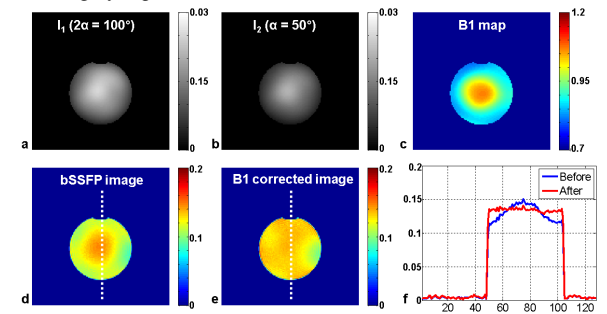 I1 (2α = 100°)
0.03
0.15
0
a
I2 (α = 50°)
0.03
0.15
0
b
B1 map
1.2
0.95
0.7
c
bSSFP image
0.2
0.1
0
d
B1 corrected image
0.2
0.1
0
e
0.2
0.15
0.1
0.05
0
Before
After
f
20 40 60 80 100 120